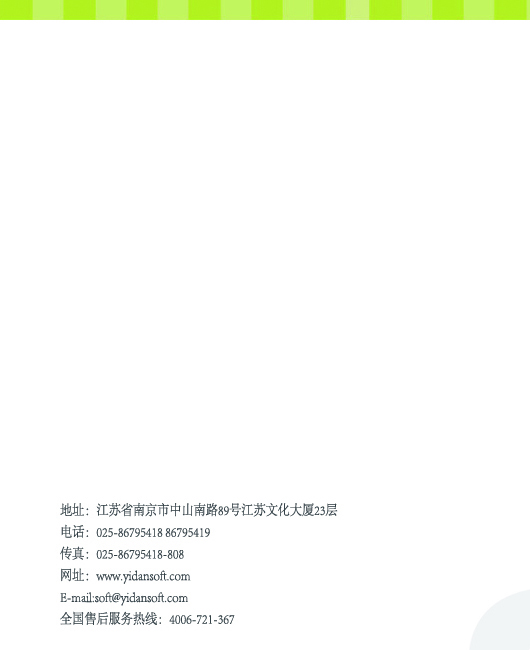 地址：江苏省南京市中山南路89号江苏文化大厦23层
电话：025-86795418 86795419
传真：025-86795418-808
网址：www.yidansoft.com
E-mail:soft@yidansoft.com
全国售后服务热线：4006-721-367